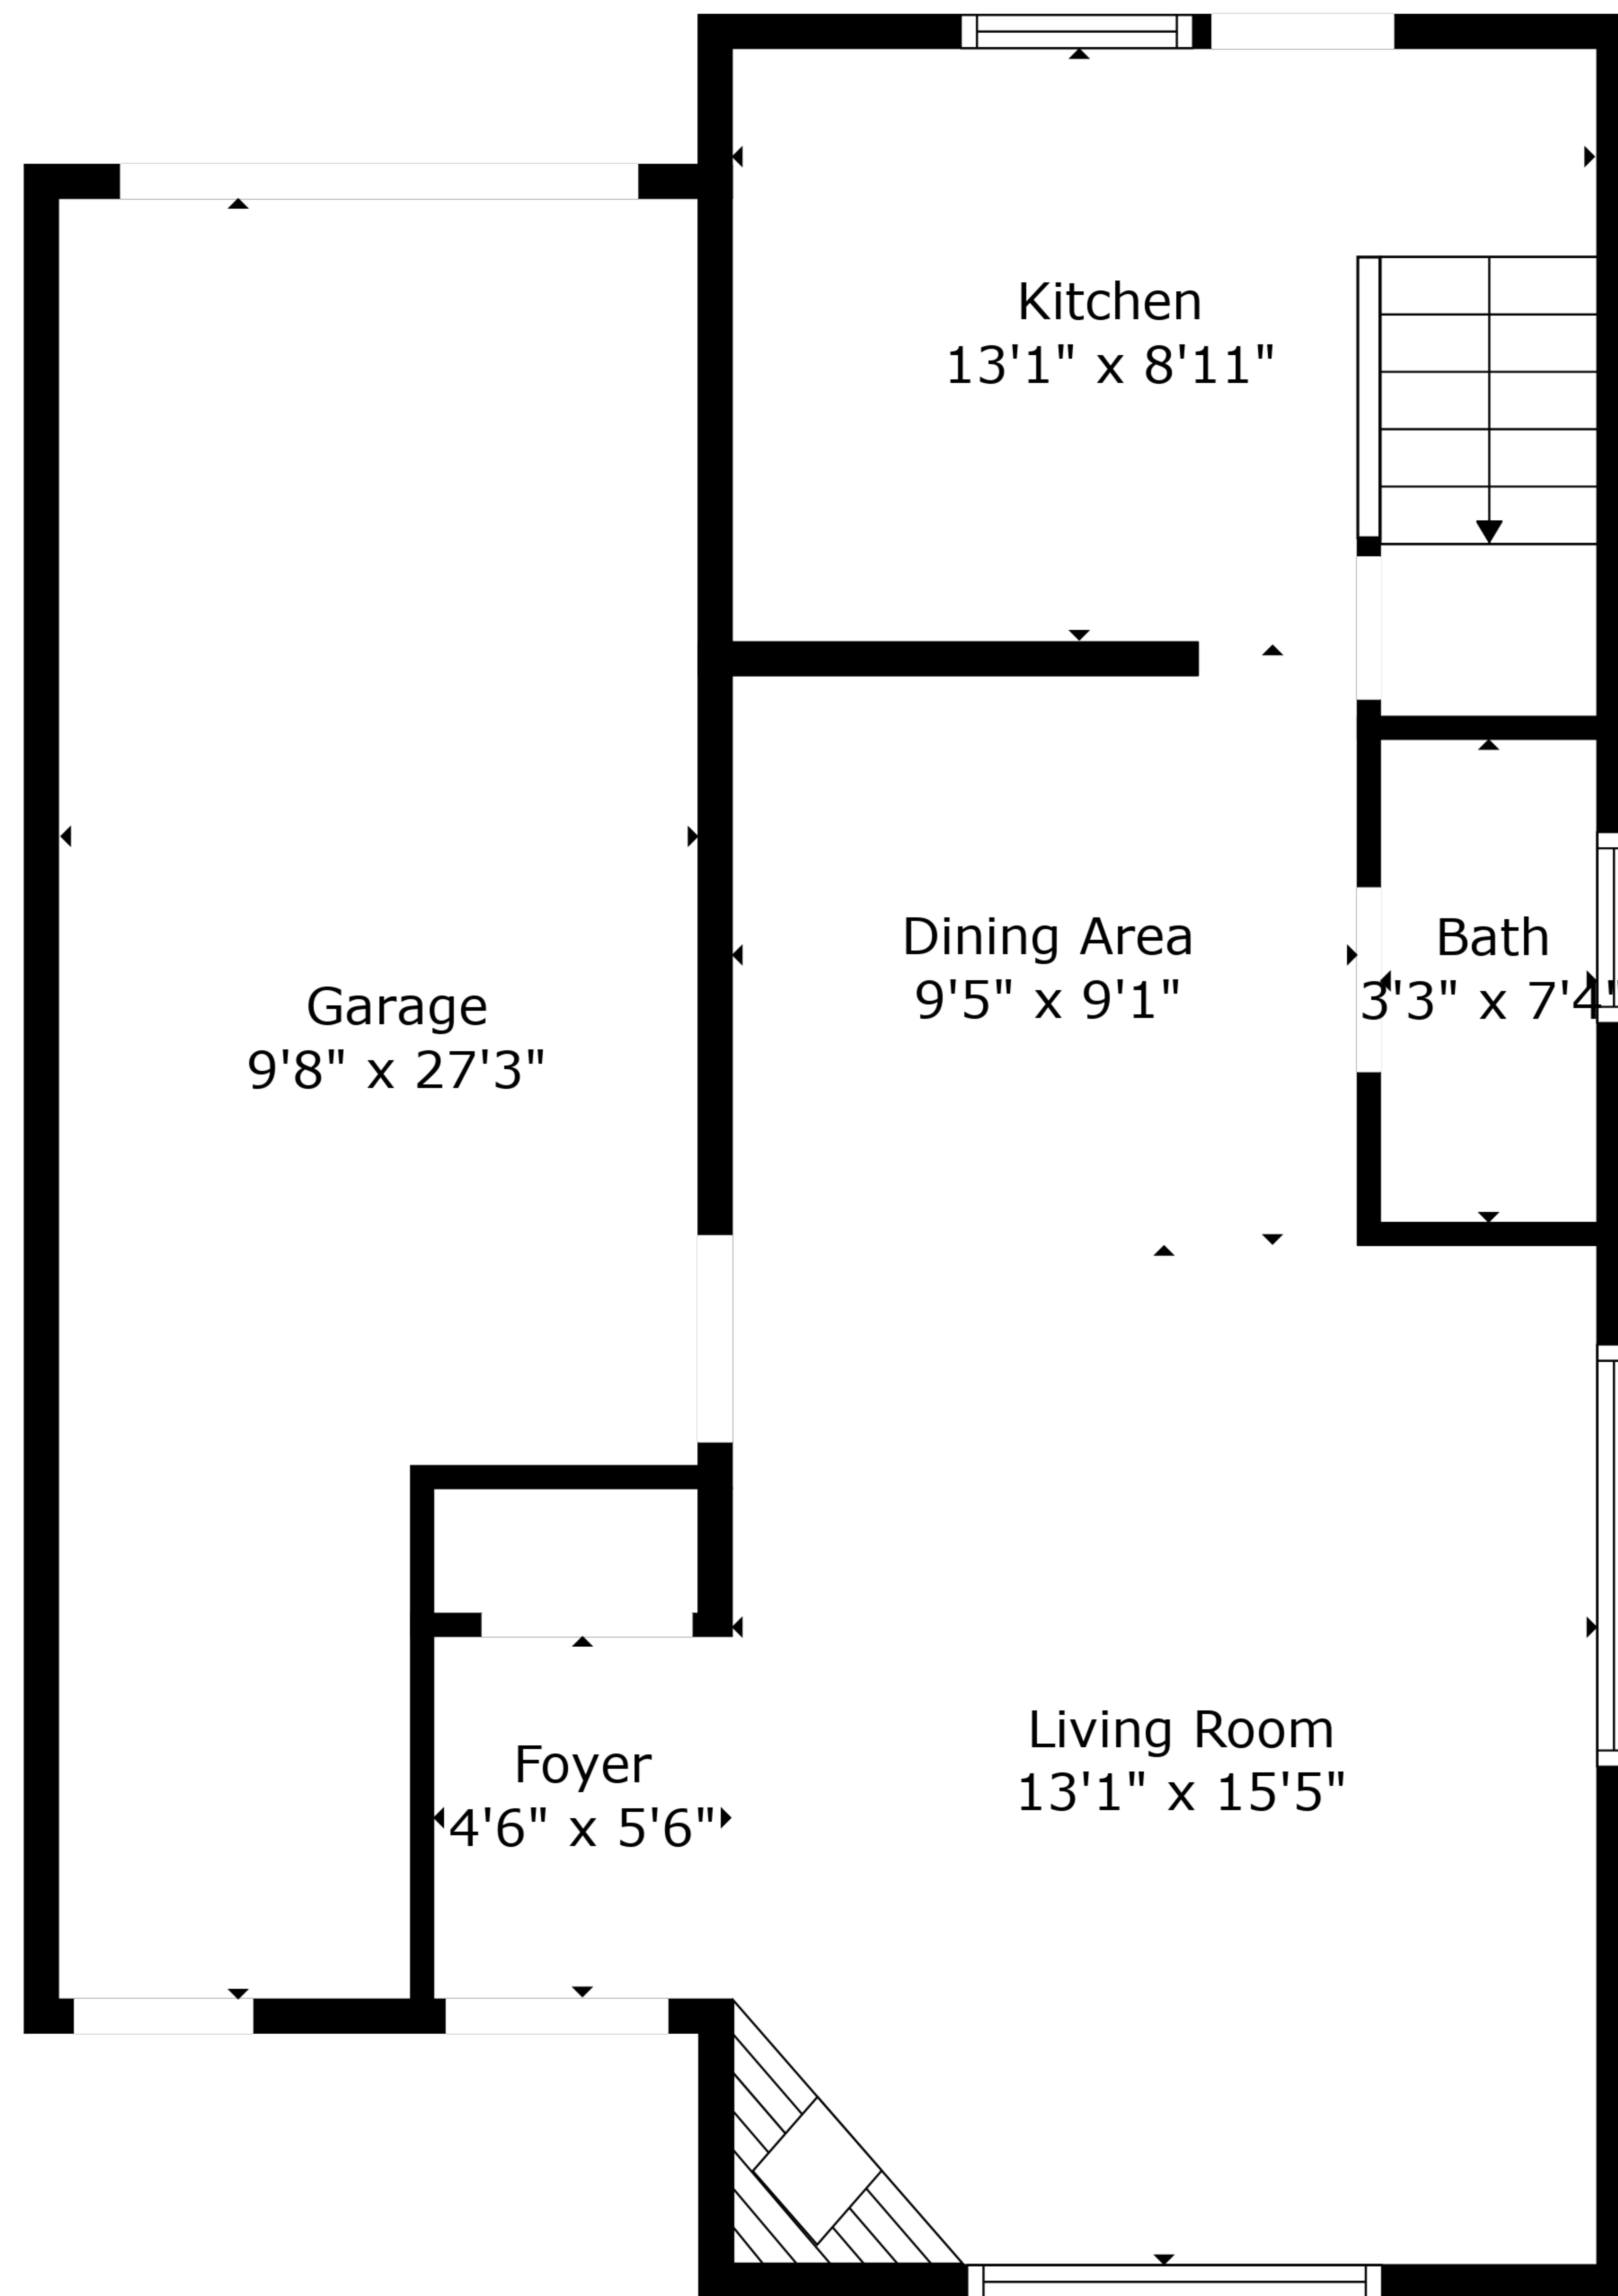 Kitchen
13'1" x 8'11"
Dining Area
9'5" x 9'1"
Bath
3'3" x 7'4"
Garage
9'8" x 27'3"
Living Room
13'1" x 15'5"
Foyer
4'6" x 5'6"